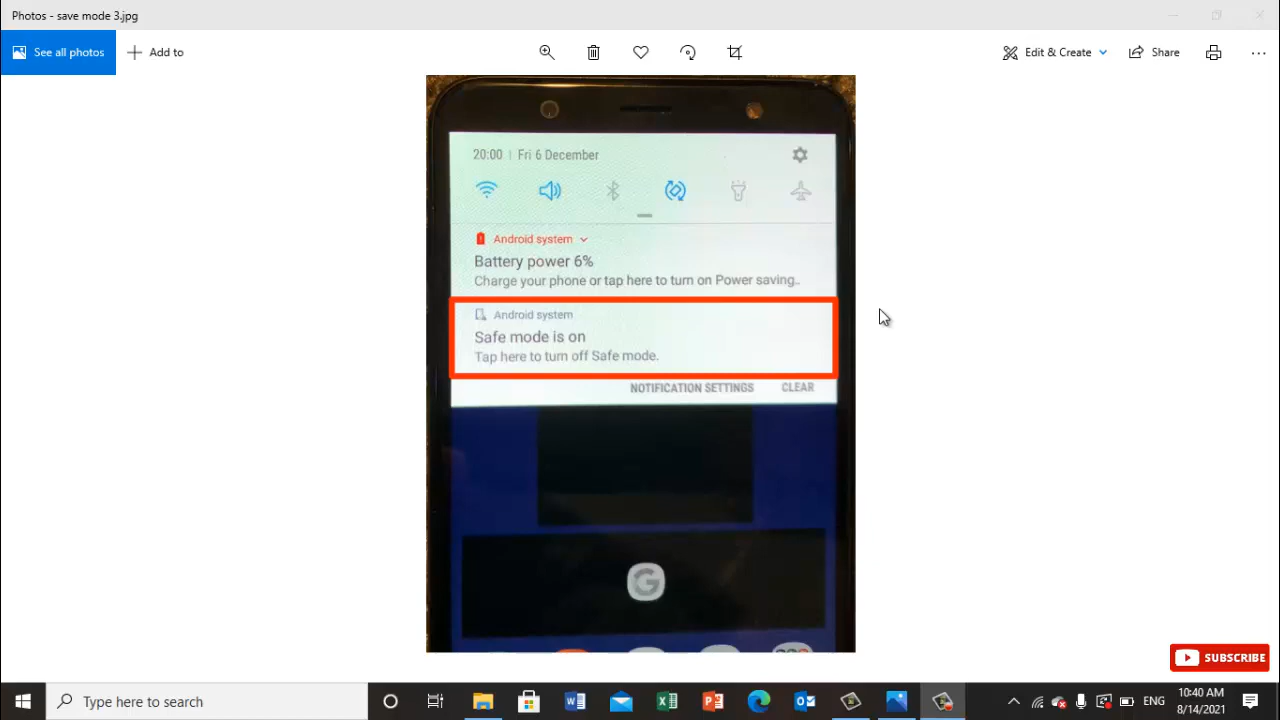 Photos - save mode 3.jpg
See all photos
Add to
Edit & Create
Share
20:00 | Fri 6 December
Android system
Battery power 6%
Charge your phone or tap here to turn on Power saving..
Android system
Safe mode is on
Tap here to turn off Safe mode.
NOTIFICATION SETTINGS CLEAR
G
SUBSCRIBE
Type here to search
ENG
10:40 AM
8/14/2021